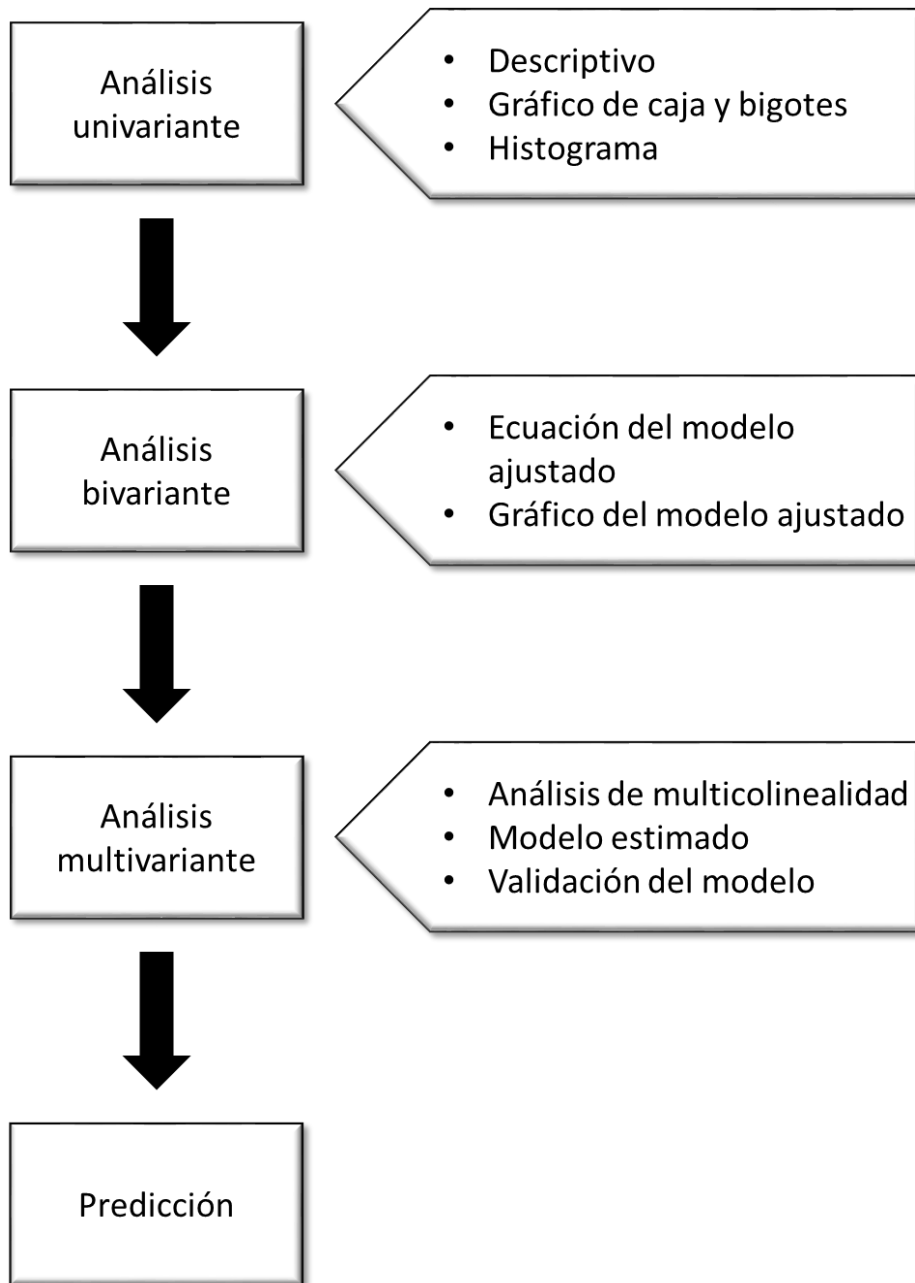 Análisis
univariante
• Descriptivo
• Gráfico de caja y bigotes
• Histograma
Análisis
bivariante
• Ecuación del modelo
ajustado
• Gráfico del modelo ajustado
Análisis
multivariante
• Análisis de multicolinealidad
• Modelo estimado
• Validación del modelo
Predicción